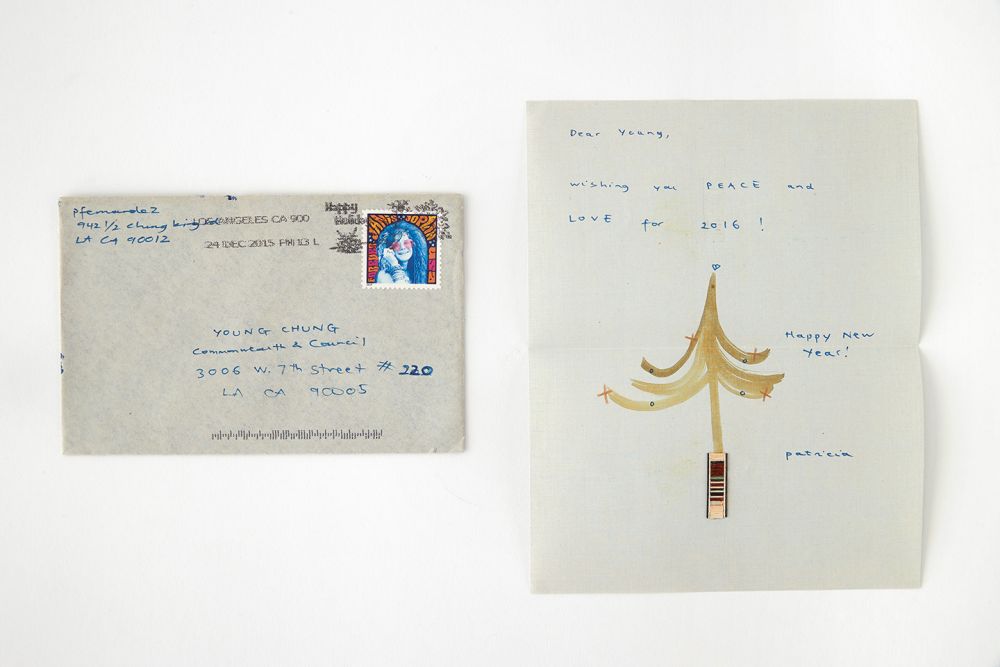 pfernandez
942 1/2 chung king rd
LA CA 90012
LOS ANGELES CA 900
24 DEC 2015 PM 13 L
Happy
Holidays
JANIS JOPLIN
FOREVER
USA
YOUNG CHUNG
Commonwealth & Council
3006 W. 7th Street # 220
LA CA 90005
Dear Young,
wishing you PEACE and
LOVE for 2016 !
Happy New
Year!
patricia